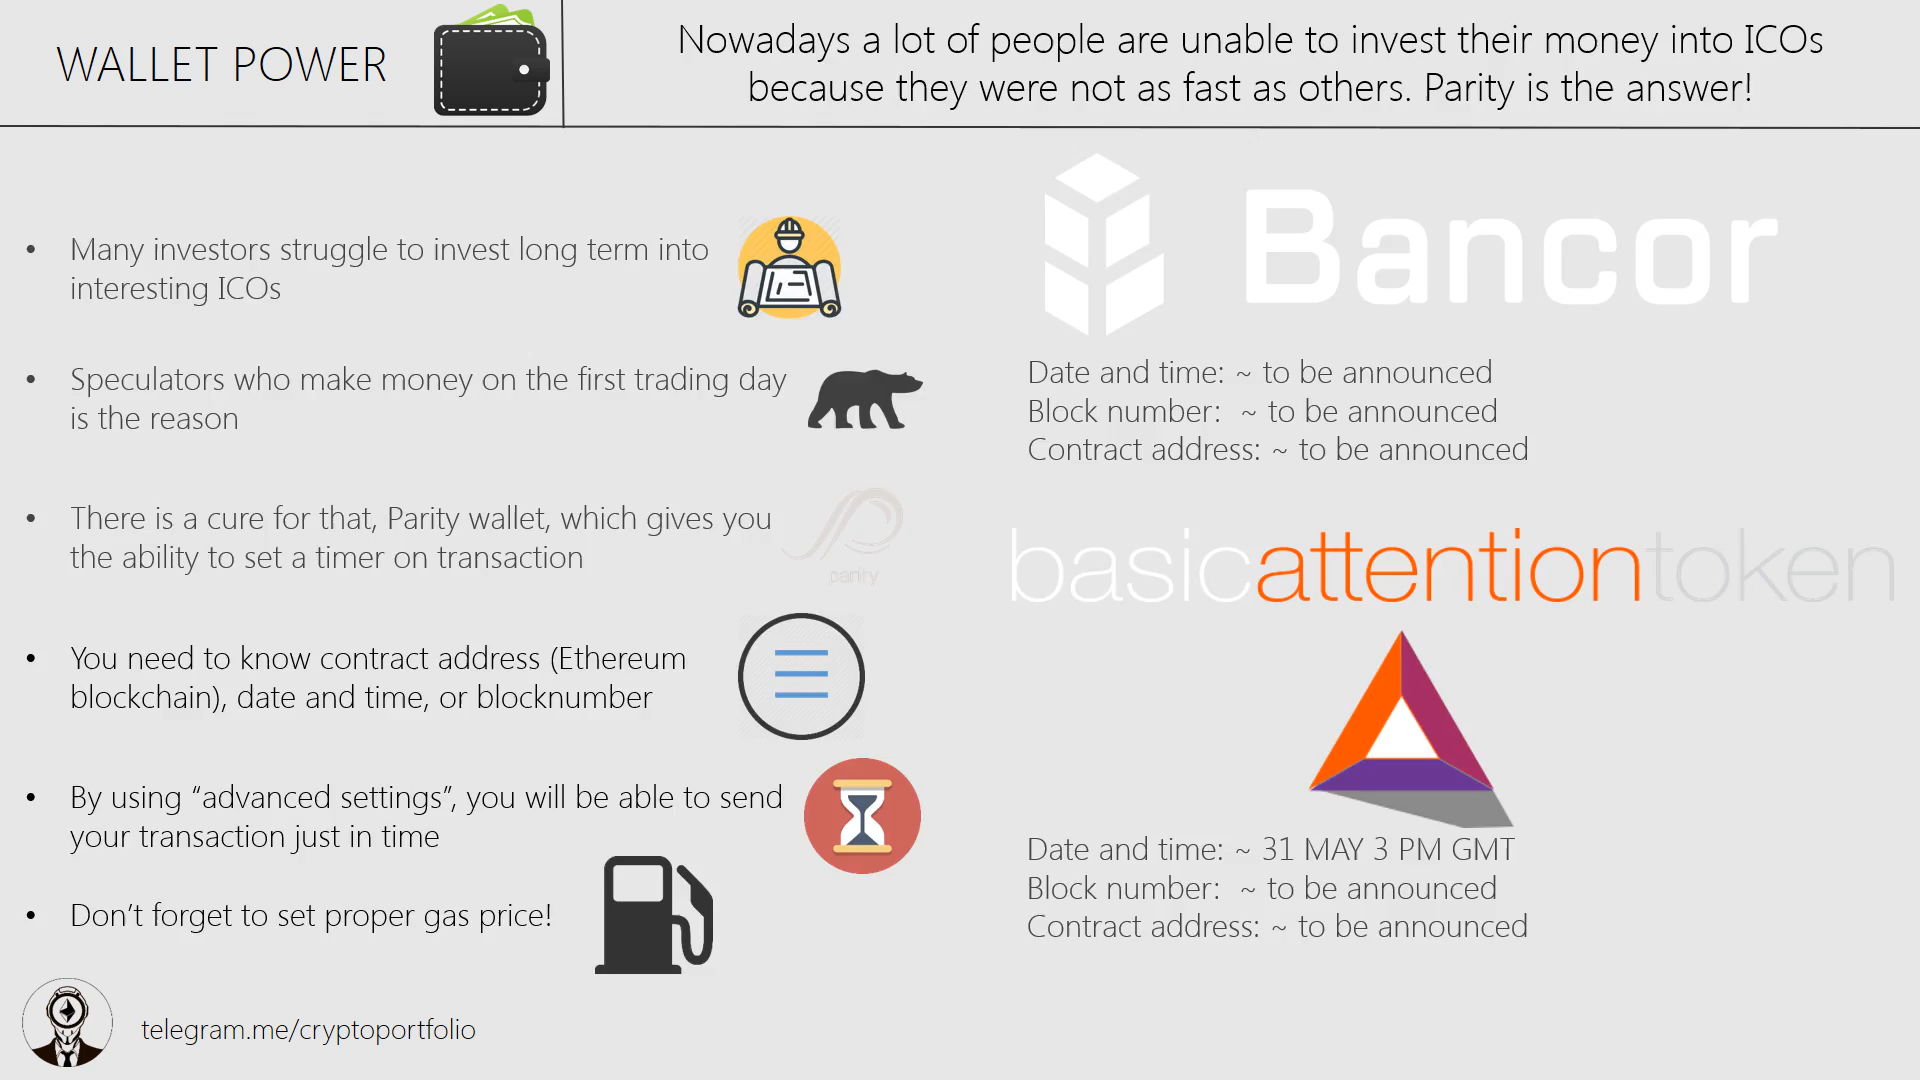 WALLET POWER
Nowadays a lot of people are unable to invest their money into ICOs
because they were not as fast as others. Parity is the answer!
• Many investors struggle to invest long term into
interesting ICOs
• Speculators who make money on the first trading day
is the reason
• There is a cure for that, Parity wallet, which gives you
the ability to set a timer on transaction
parity
• You need to know contract address (Ethereum
blockchain), date and time, or blocknumber
• By using “advanced settings”, you will be able to send
your transaction just in time
• Don’t forget to set proper gas price!
telegram.me/cryptoportfolio
Bancor
Date and time: ~ to be announced
Block number:  ~ to be announced
Contract address: ~ to be announced
basicattentiontoken
Date and time: ~ 31 MAY 3 PM GMT
Block number:  ~ to be announced
Contract address: ~ to be announced